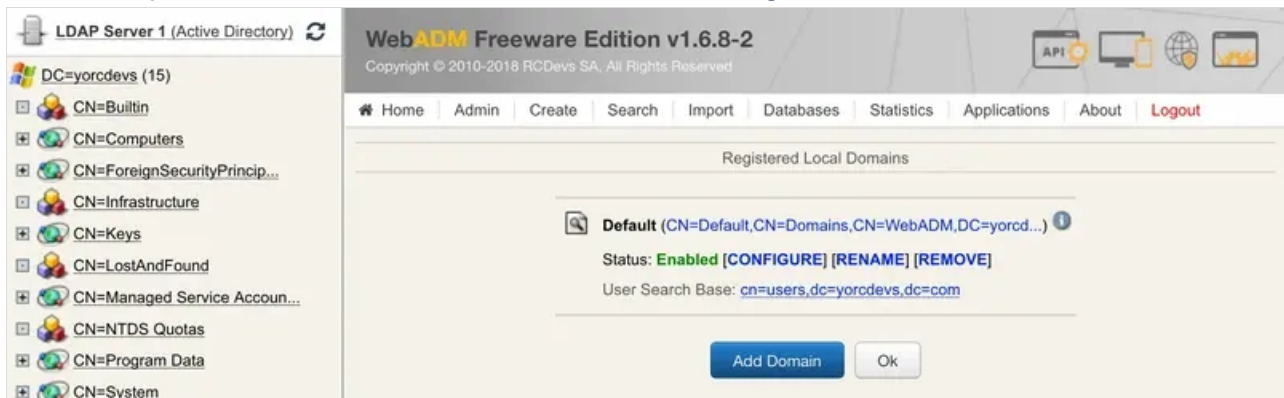 LDAP Server 1 (Active Directory)
DC=yorcdevs (15)
CN=Builtin
CN=Computers
CN=ForeignSecurityPrincip...
CN=Infrastructure
CN=Keys
CN=LostAndFound
CN=Managed Service Accoun...
CN=NTDS Quotas
CN=Program Data
CN=System
WebADM Freeware Edition v1.6.8-2
Copyright © 2010-2018 RCDevs SA, All Rights Reserved
API
Home Admin Create Search Import Databases Statistics Applications About Logout
Registered Local Domains
Default (CN=Default,CN=Domains,CN=WebADM,DC=yorcd...)
Status: Enabled [CONFIGURE] [RENAME] [REMOVE]
User Search Base: cn=users,dc=yorcdevs,dc=com
Add Domain Ok